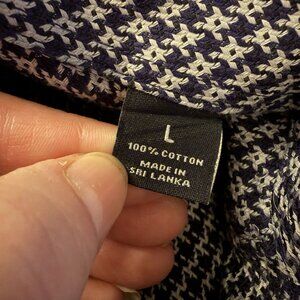 L
100% COTTON
MADE IN
SRI LANKA